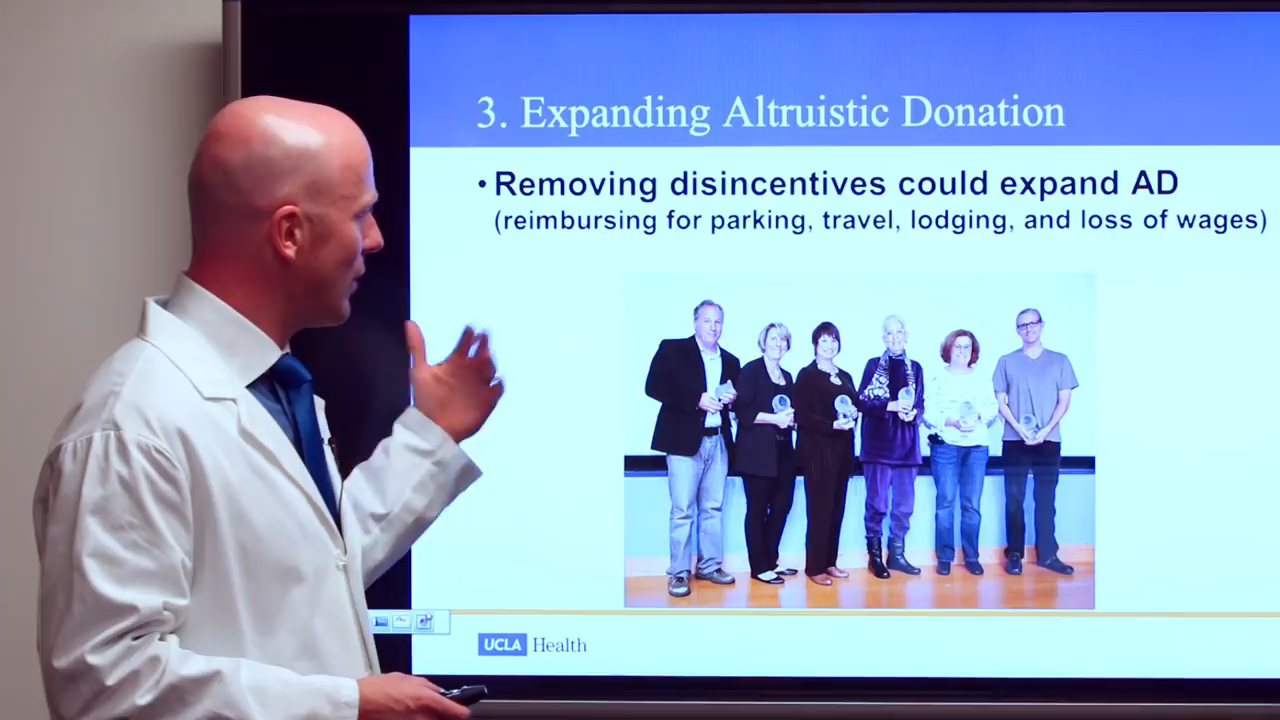 3. Expanding Altruistic Donation
• Removing disincentives could expand AD
(reimbursing for parking, travel, lodging, and loss of wages)
UCLA Health